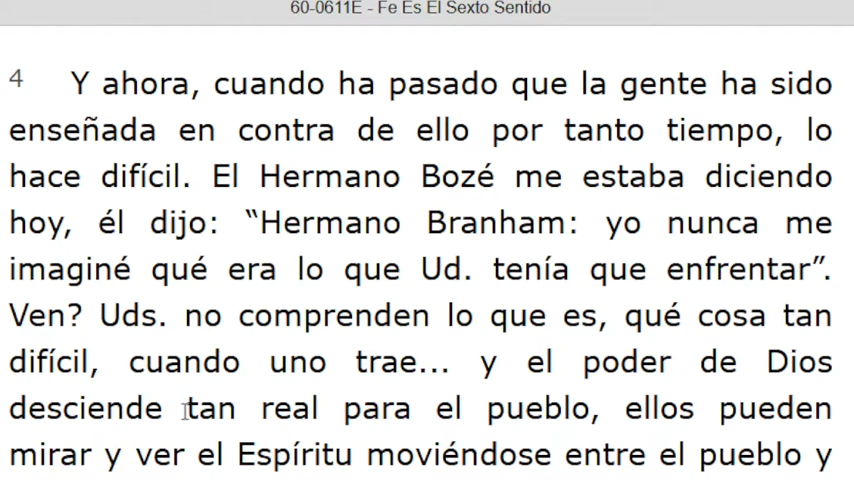 60-0611E - Fe Es El Sexto Sentido
4 Y ahora, cuando ha pasado que la gente ha sido
enseñada en contra de ello por tanto tiempo, lo
hace difícil. El Hermano Bozé me estaba diciendo
hoy, él dijo: “Hermano Branham: yo nunca me
imaginé qué era lo que Ud. tenía que enfrentar”.
Ven? Uds. no comprenden lo que es, qué cosa tan
difícil, cuando uno trae... y el poder de Dios
desciende tan real para el pueblo, ellos pueden
mirar y ver el Espíritu moviéndose entre el pueblo y